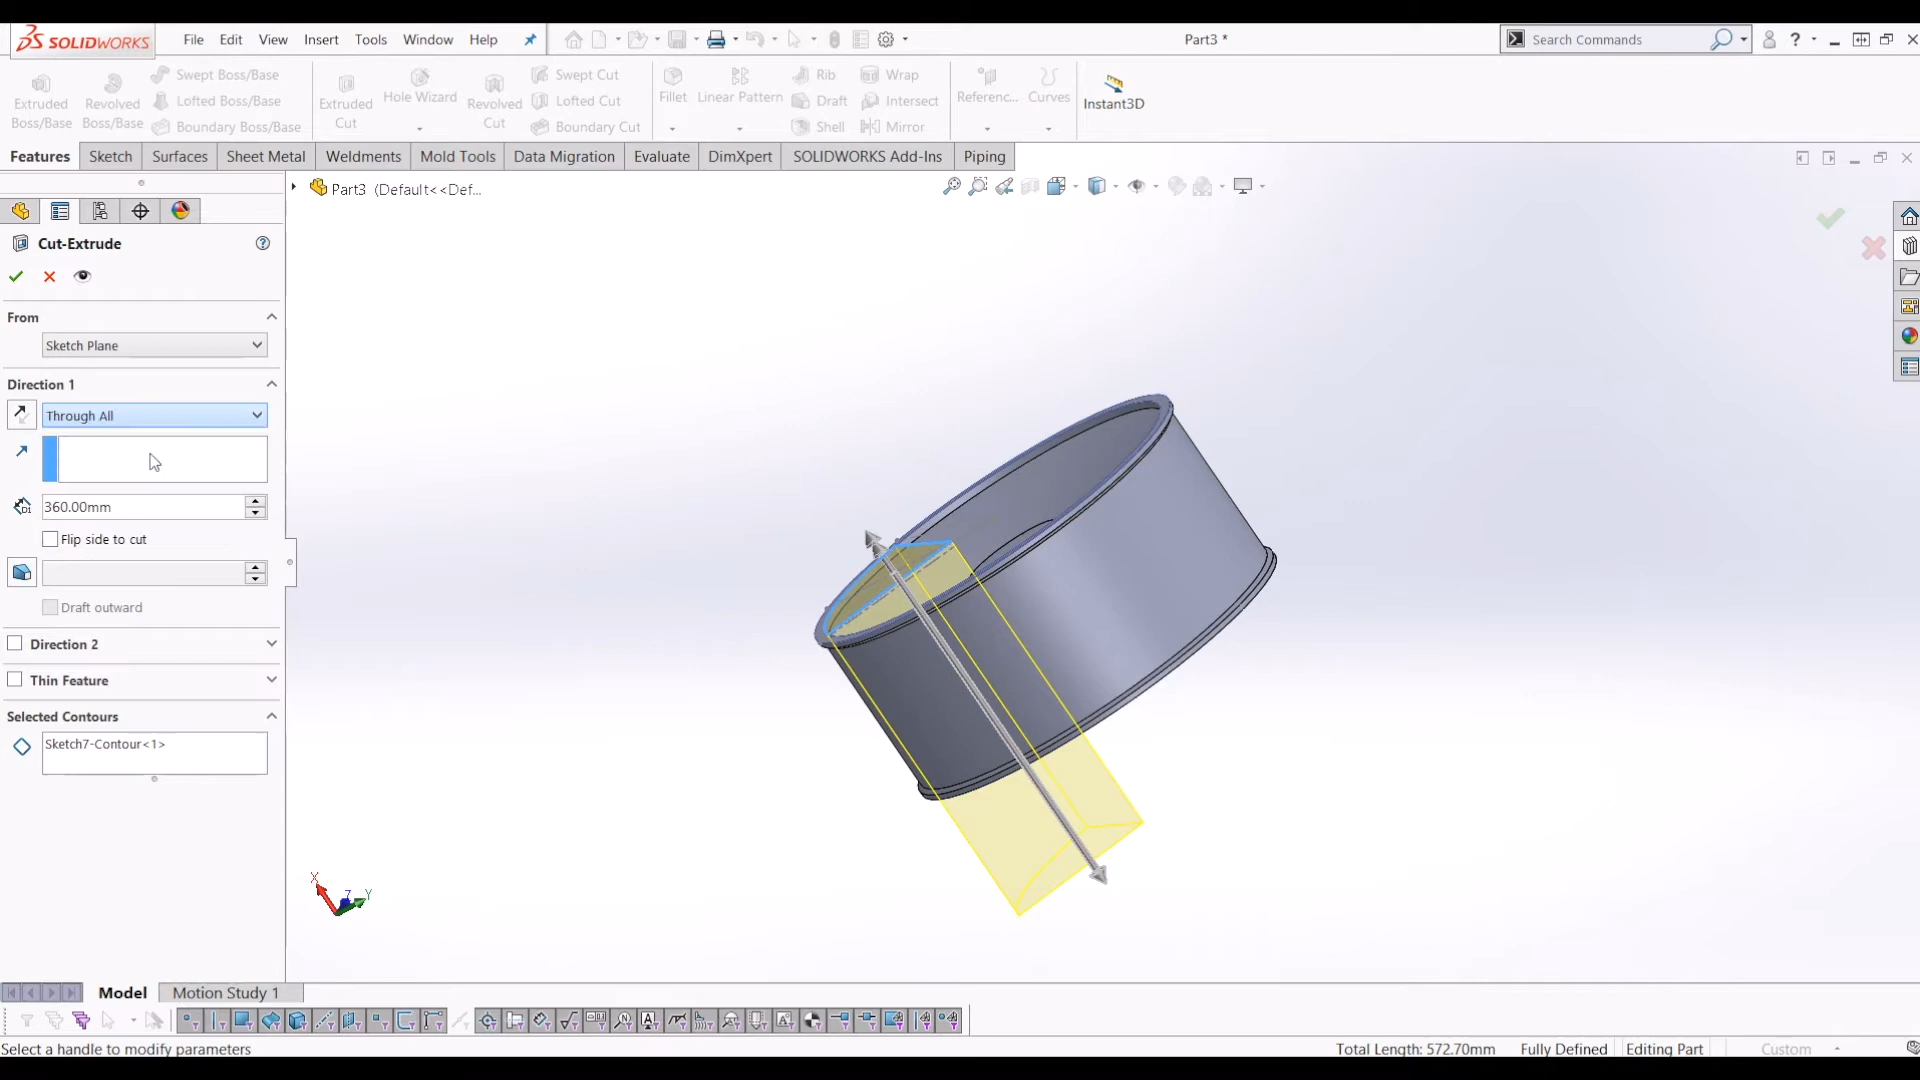 SOLIDWORKS File Edit View Insert Tools Window Help Part3 * Search Commands
Extruded Boss/Base
Revolved Boss/Base
Swept Boss/Base
Lofted Boss/Base
Boundary Boss/Base
Extruded Cut
Hole Wizard
Revolved Cut
Swept Cut
Lofted Cut
Boundary Cut
Fillet
Linear Pattern
Rib
Draft
Shell
Wrap
Intersect
Mirror
Referenc...
Curves
Instant3D
Features Sketch Surfaces Sheet Metal Weldments Mold Tools Data Migration Evaluate DimXpert SOLIDWORKS Add-Ins Piping
Part3 (Default<<Def...
Cut-Extrude
From
Sketch Plane
Direction 1
Through All
360.00mm
Flip side to cut
Draft outward
Direction 2
Thin Feature
Selected Contours
Sketch7-Contour<1>
X Z Y
Model Motion Study 1
Select a handle to modify parameters Total Length: 572.70mm Fully Defined Editing Part Custom